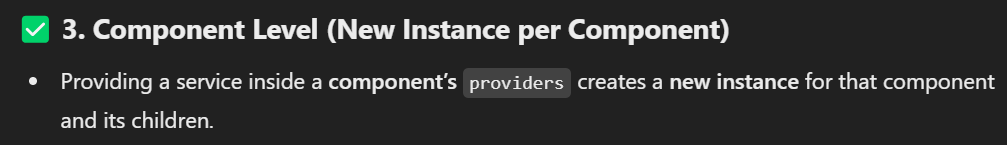 ✅ 3. Component Level (New Instance per Component)
• Providing a service inside a component’s providers creates a new instance for that component
and its children.